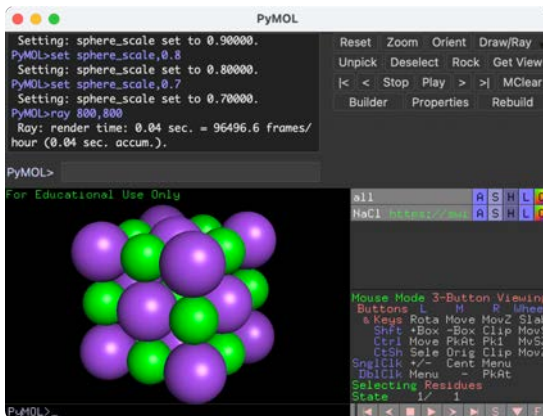 PyMOL
Setting: sphere_scale set to 0.90000.
PyMOL>set sphere_scale,0.8
Setting: sphere_scale set to 0.80000.
PyMOL>set sphere_scale,0.7
Setting: sphere_scale set to 0.70000.
PyMOL>ray 800,800
Ray: render time: 0.04 sec. = 96496.6 frames/
hour (0.04 sec. accum.).
PyMOL>
Reset Zoom Orient Draw/Ray
Unpick Deselect Rock Get View
|< < Stop Play > >| MClear
Builder Properties Rebuild
For Educational Use Only
all A S H L C
NaCl A S H L C
Mouse Mode 3-Button Viewing
Buttons L M R Whee
& Keys Rota Move MovZ Slab
Shft +Box -Box Clip MovS
Ctrl Move PkAt Pk1 MvSZ
CtSh Sele Orig Clip MovZ
SnglClk +/- Cent Menu
DblClk Menu - PkAt
Selecting Residues
State 1/ 1
PyMOL>_
S F